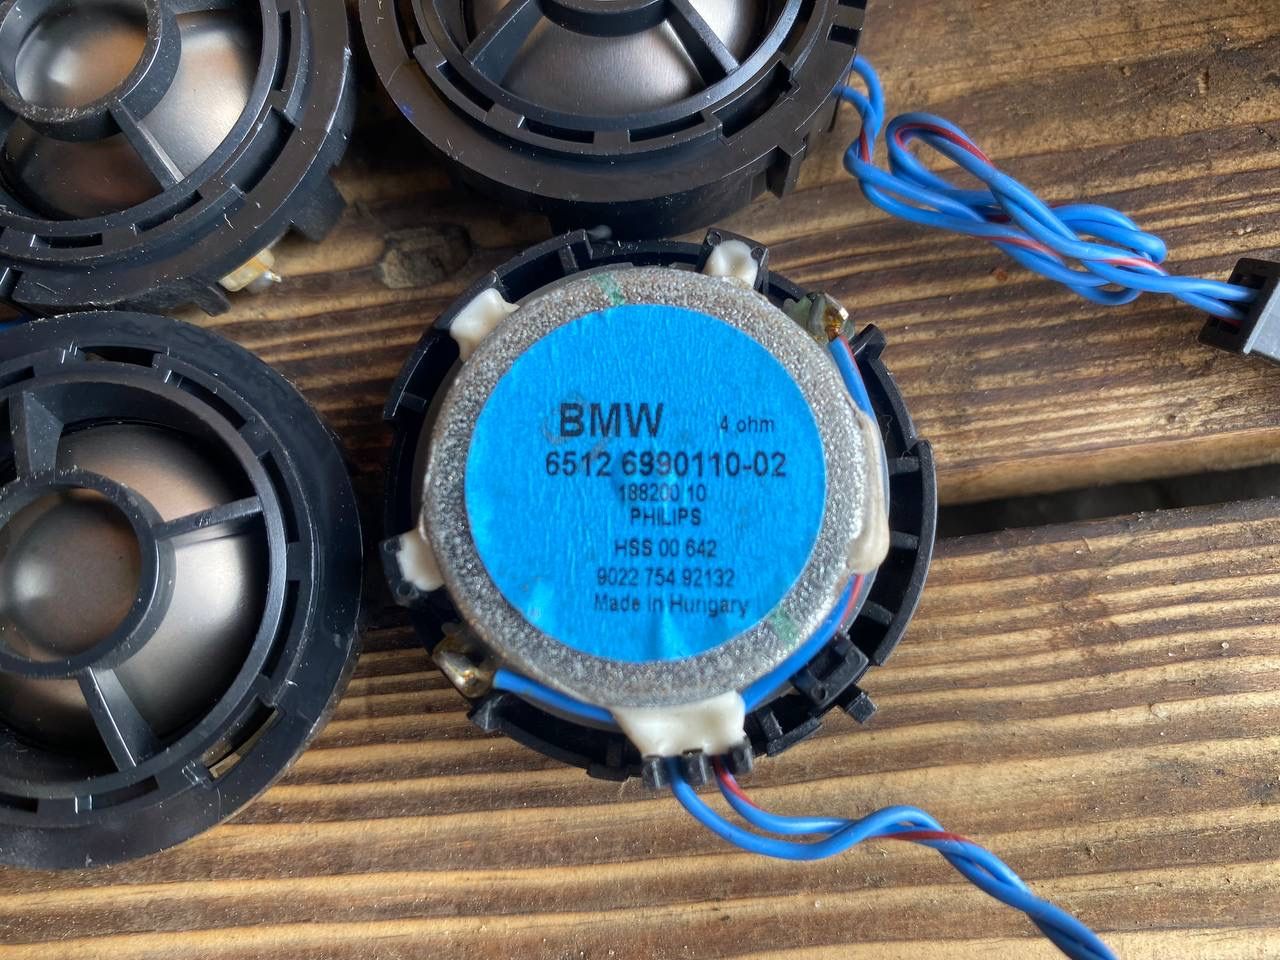 BMW 4 ohm
6512 6990110-02
188200 10
PHILIPS
HSS 00 642
9022 754 92132
Made in Hungary